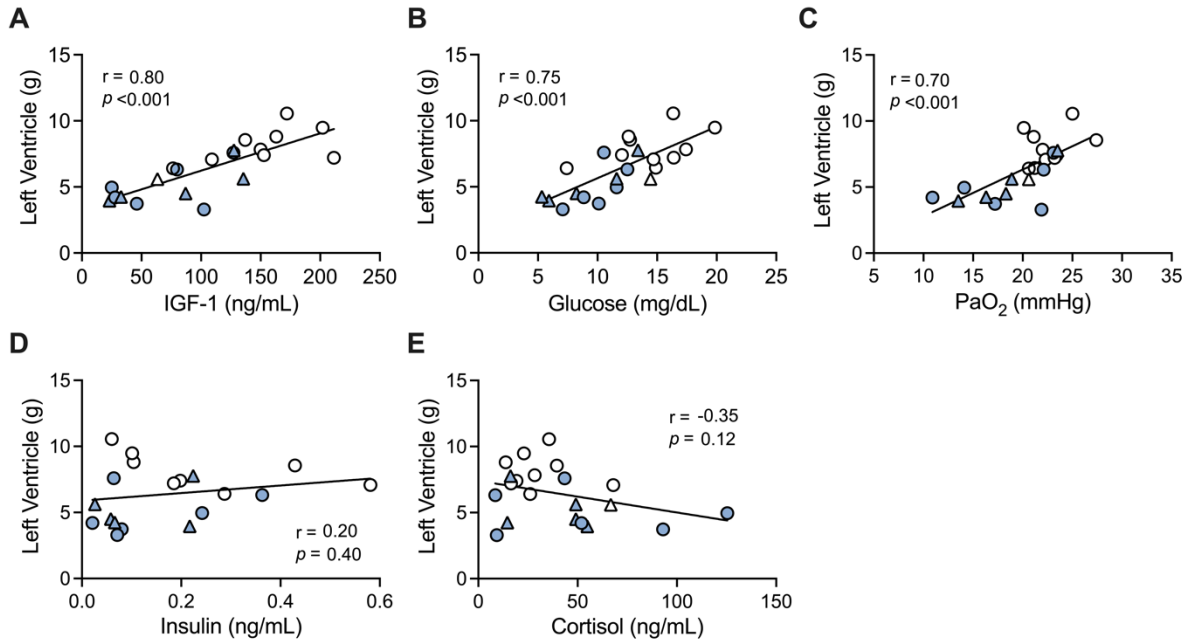 A
B
C
15
10
5
0
Left Ventricle (g)
r = 0.80
p <0.001
0 50 100 150 200 250
IGF-1 (ng/mL)
15
10
5
0
Left Ventricle (g)
r = 0.75
p <0.001
0 5 10 15 20 25
Glucose (mg/dL)
15
10
5
0
Left Ventricle (g)
r = 0.70
p <0.001
5 10 15 20 25 30 35
PaO₂ (mmHg)
D
E
15
10
5
0
Left Ventricle (g)
r = 0.20
p = 0.40
0.0 0.2 0.4 0.6
Insulin (ng/mL)
15
10
5
0
Left Ventricle (g)
r = -0.35
p = 0.12
0 50 100 150
Cortisol (ng/mL)